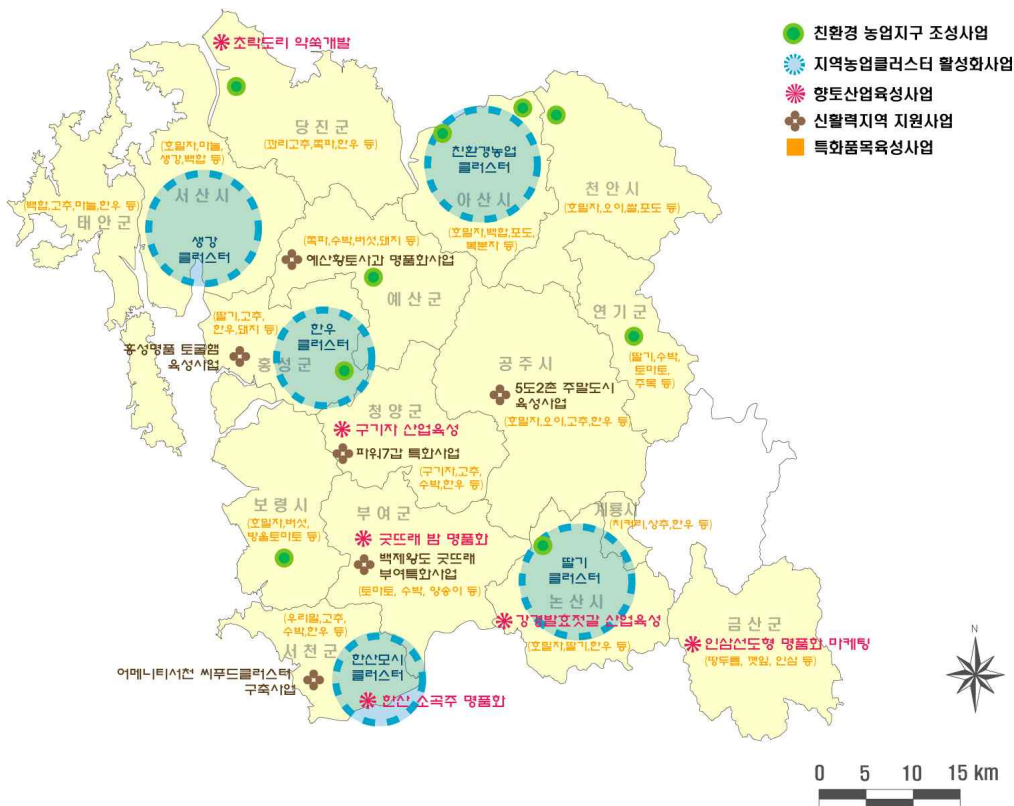 친환경 농업지구 조성사업
지역농업클러스터 활성화사업
향토산업육성사업
신활력지역 지원사업
특화품목육성사업
초락도리 약쑥개발
당진군
(꽈리고추,쪽파,한우 등)
(호밀자,마늘,
생강,백합 등)
서산시
생강
클러스터
(백합,고추,마늘,한우 등)
태안군
친환경농업
클러스터
아산시
(호밀자,백합,포도,
복분자 등)
천안시
(호밀자,오이,쌀,포도 등)
(쪽파,수박,버섯,돼지 등)
예산황토사과 명품화사업
예산군
연기군
(딸기,수박,
토마토,
주목 등)
(딸기,고추,
한우,돼지 등)
홍성명품 토굴햄
육성사업
홍성군
한우
클러스터
공주시
5도2촌 주말도시
육성사업
(호밀자,오이,고추,한우 등)
청양군
구기자 산업육성
파워7갑 특화사업
(구기자,고추,
수박,한우 등)
보령시
(호밀자,버섯,
방울토마토 등)
부여군
굿뜨래 밤 명품화
백제왕도 굿뜨래
부여특화사업
(토마토, 수박, 양송이 등)
계룡시
(치커리,상추,한우 등)
딸기
클러스터
논산시
강경발효젓갈 산업육성
(호밀자,딸기,한우 등)
금산군
인삼선도형 명품화 마케팅
(땅두릅, 깻잎, 인삼 등)
(우리밀,고추,
수박,한우 등)
서천군
어메니티서천 씨푸드클러스터
구축사업
한산모시
클러스터
한산 소곡주 명품화
N
0 5 10 15 km